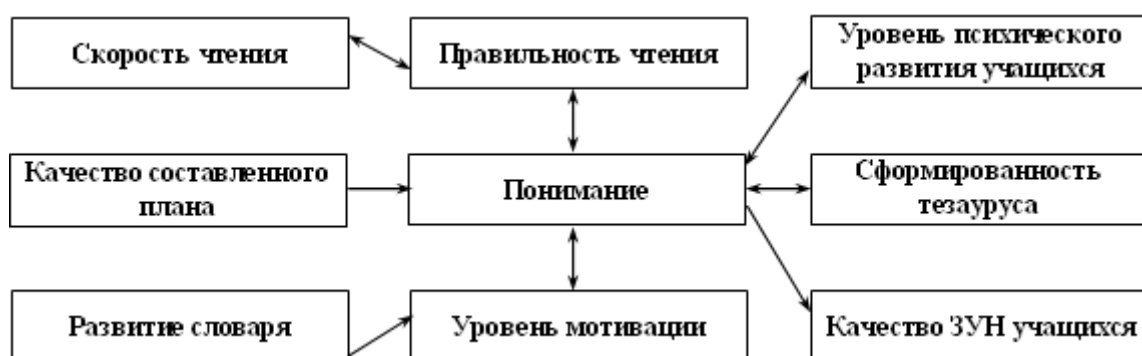 Скорость чтения
Правильность чтения
Уровень психического
развития учащихся
Качество составленного
плана
Понимание
Сформированность
тезауруса
Развитие словаря
Уровень мотивации
Качество ЗУН учащихся